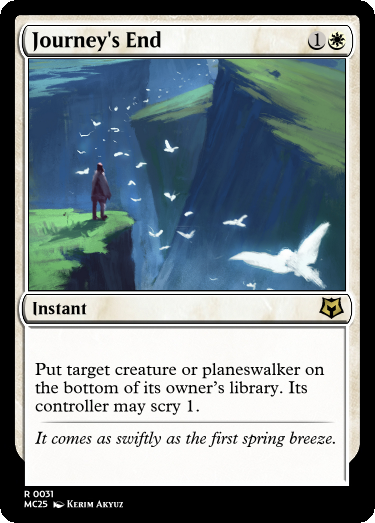 Journey's End 1
Instant
Put target creature or planeswalker on
the bottom of its owner's library. Its
controller may scry 1.
It comes as swiftly as the first spring breeze.
R 0031
MC25 Kerim Akyuz